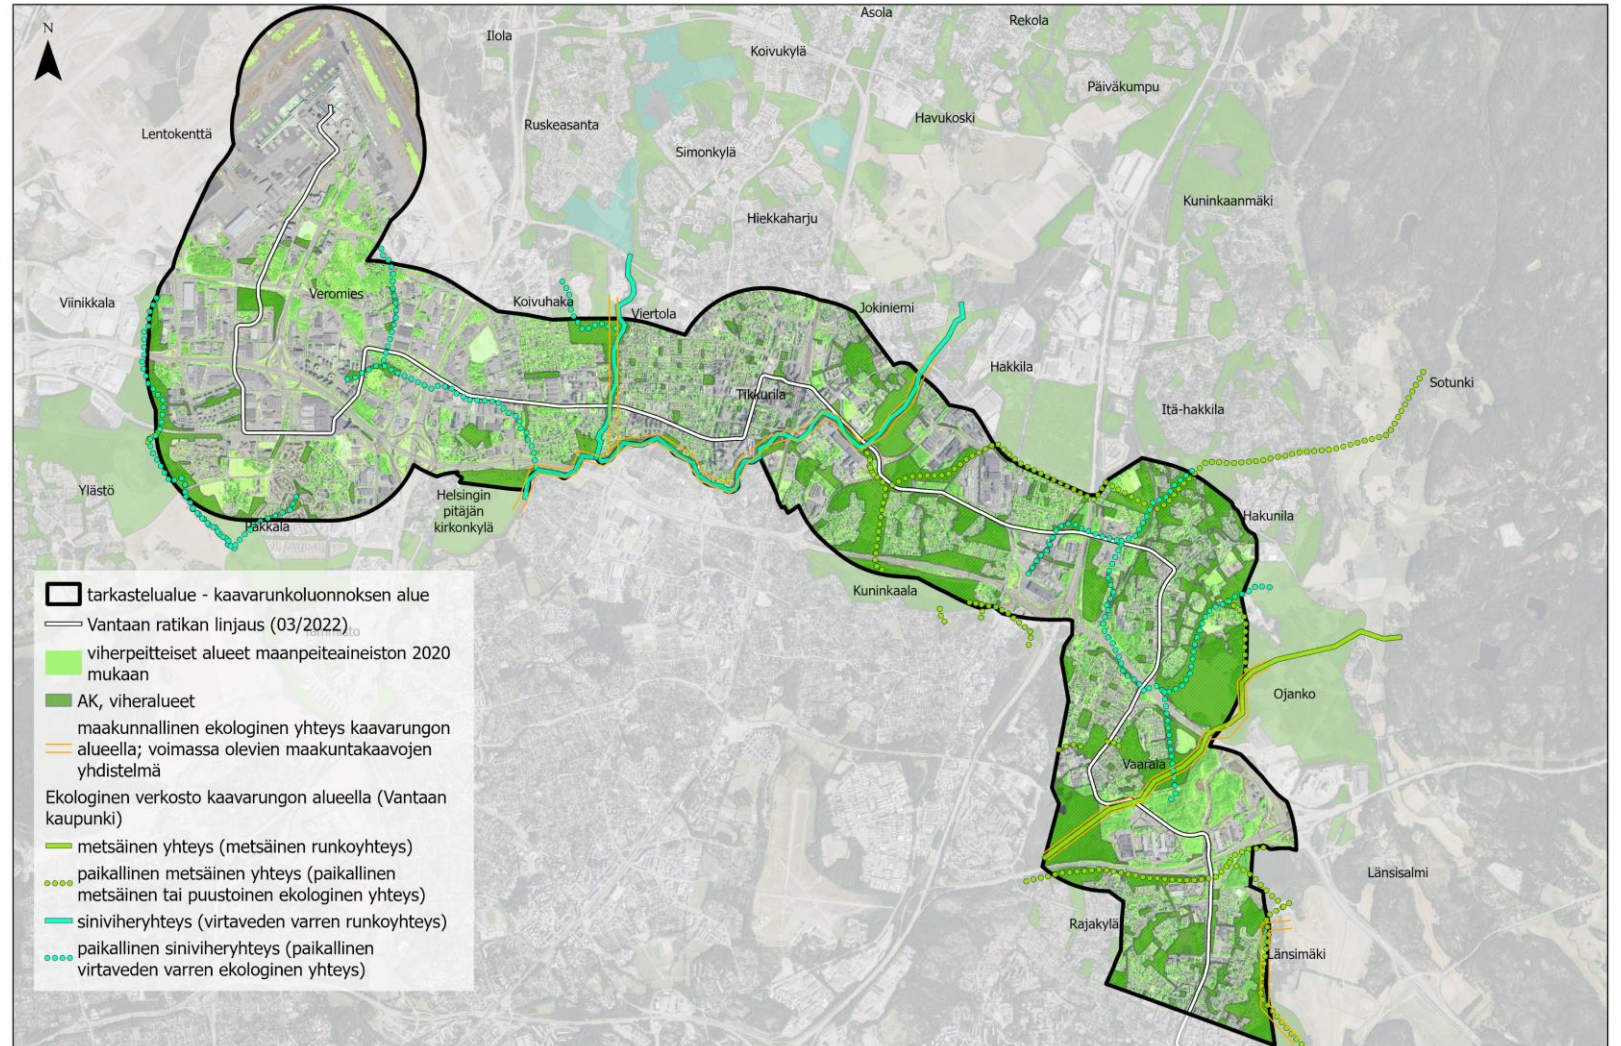 N
Ilola
Asola
Rekola
Koivukylä
Päiväkumpu
Lentokenttä
Ruskeasanta
Havukoski
Simonkylä
Kuninkaanmäki
Hiekkaharju
Viinikkala
Veromies
Koivuhaka
Viertola
Jokiniemi
Hakkila
Sotunki
Tikkurila
Itä-hakkila
Ylästö
Helsingin
pitäjän
kirkonkylä
Pakkala
Hakunila
Kuninkaala
Ojanko
Vaarala
Länsisalmi
Rajakylä
Länsimäki
tarkastelualue - kaavarunkoluonnoksen alue
Vantaan ratikan linjaus (03/2022)
Tammisto
viherpeitteiset alueet maanpeiteaineiston 2020
mukaan
AK, viheralueet
maakunnallinen ekologinen yhteys kaavarungon
alueella; voimassa olevien maakuntakaavojen
yhdistelmä
Ekologinen verkosto kaavarungon alueella (Vantaan
kaupunki)
metsäinen yhteys (metsäinen runkoyhteys)
paikallinen metsäinen yhteys (paikallinen
metsäinen tai puustoinen ekologinen yhteys)
siniviheryhteys (virtaveden varren runkoyhteys)
paikallinen siniviheryhteys (paikallinen
virtaveden varren ekologinen yhteys)